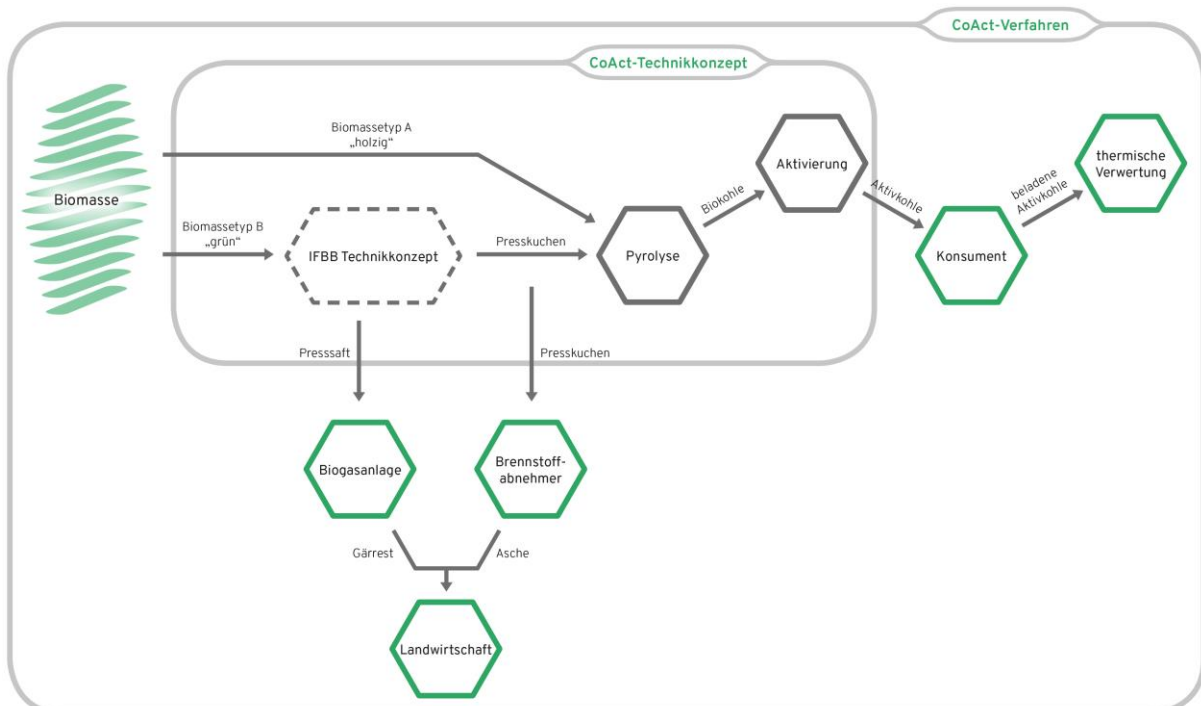 CoAct-Verfahren
CoAct-Technikkonzept
Biomassetyp A
„holzig“
Aktivierung
thermische
Verwertung
Biomasse
Biokohle
Aktivkohle
beladene
Aktivkohle
Biomassetyp B
„grün“
IFBB Technikkonzept
Presskuchen
Pyrolyse
Konsument
Presssaft
Presskuchen
Biogasanlage
Brennstoff-
abnehmer
Gärrest
Asche
Landwirtschaft